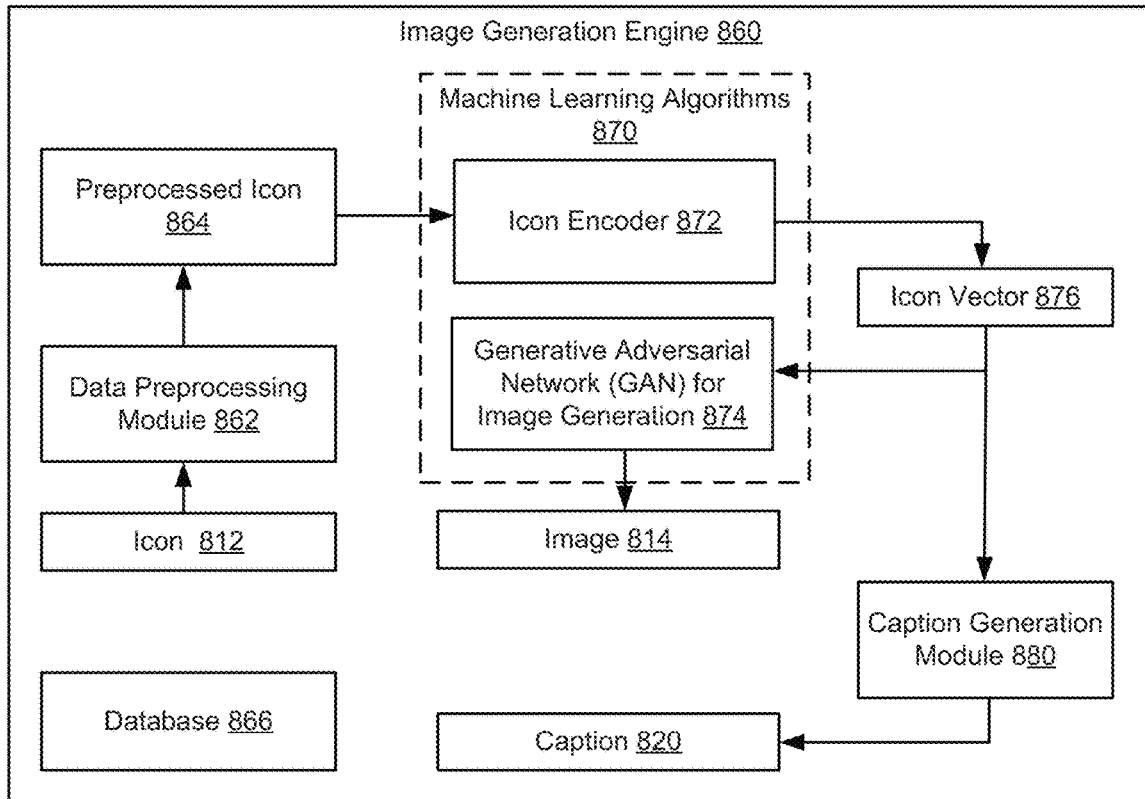 Image Generation Engine 860
Machine Learning Algorithms
870
Preprocessed Icon
864
Icon Encoder 872
Icon Vector 876
Generative Adversarial
Network (GAN) for
Image Generation 874
Data Preprocessing
Module 862
Icon 812
Image 814
Caption Generation
Module 880
Database 866
Caption 820